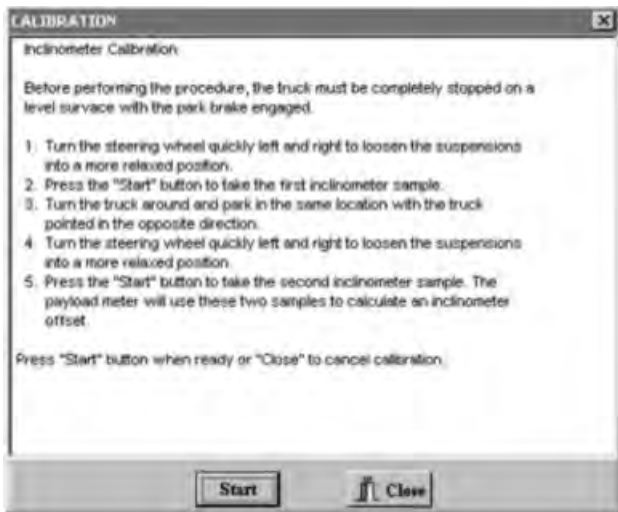 CALIBRATION
Inclinometer Calibration
Before performing the procedure, the truck must be completely stopped on a
level survace with the park brake engaged.
1. Turn the steering wheel quickly left and right to loosen the suspensions
into a more relaxed position.
2. Press the "Start" button to take the first inclinometer sample.
3. Turn the truck around and park in the same location with the truck
pointed in the opposite direction.
4. Turn the steering wheel quickly left and right to loosen the suspensions
into a more relaxed position.
5. Press the "Start" button to take the second inclinometer sample. The
payload meter will use these two samples to calculate an inclinometer
offset.
Press "Start" button when ready or "Close" to cancel calibration.
Start
Close